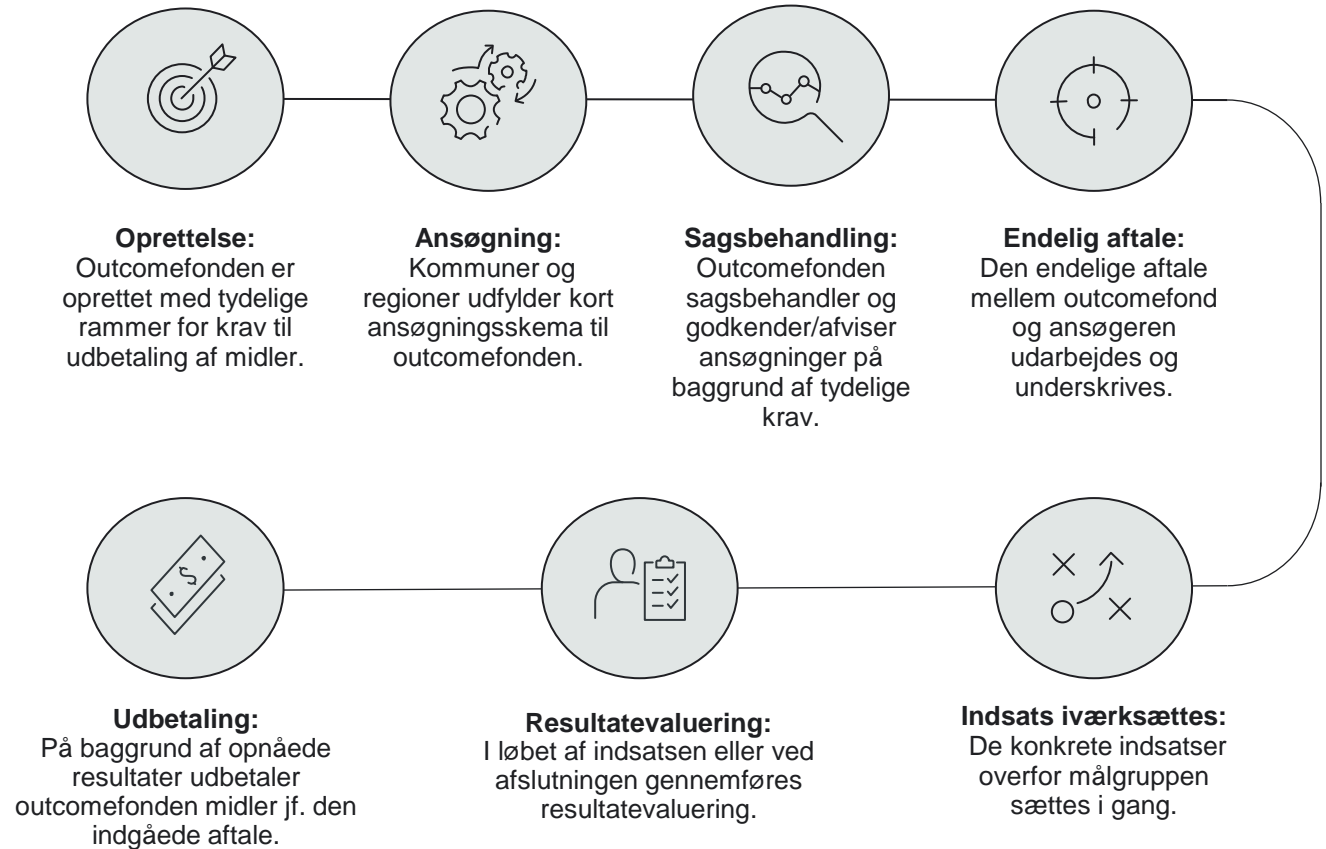 Oprettelse:
Outcomefonden er
oprettet med tydelige
rammer for krav til
udbetaling af midler.
Ansøgning:
Kommuner og
regioner udfylder kort
ansøgningsskema til
outcomefonden.
Sagsbehandling:
Outcomefonden
sagsbehandler og
godkender/afviser
ansøgninger på
baggrund af tydelige
krav.
Endelig aftale:
Den endelige aftale
mellem outcomefond
og ansøgeren
udarbejdes og
underskrives.
Indsats iværksættes:
De konkrete indsatser
overfor målgruppen
sættes i gang.
Resultatevaluering:
I løbet af indsatsen eller ved
afslutningen gennemføres
resultatevaluering.
$
Udbetaling:
På baggrund af opnåede
resultater udbetaler
outcomefonden midler jf. den
indgåede aftale.